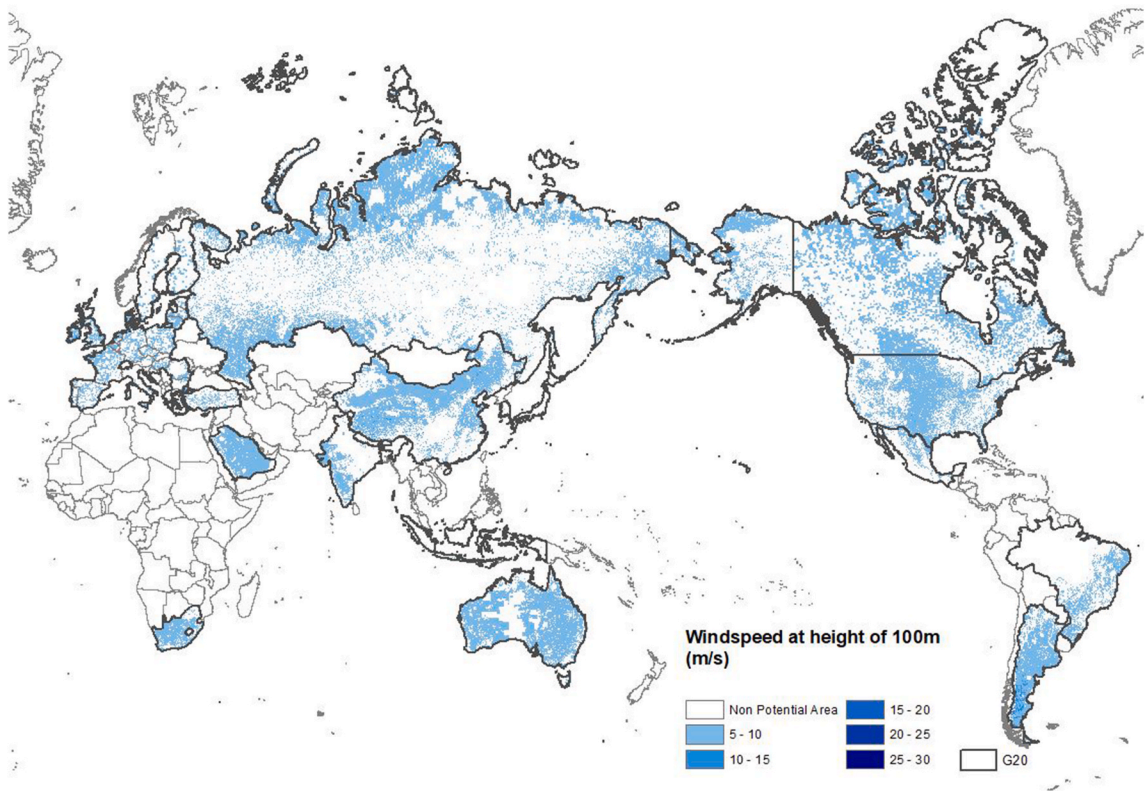 Windspeed at height of 100m
(m/s)
Non Potential Area
5 - 10
10 - 15
15 - 20
20 - 25
25 - 30
G20